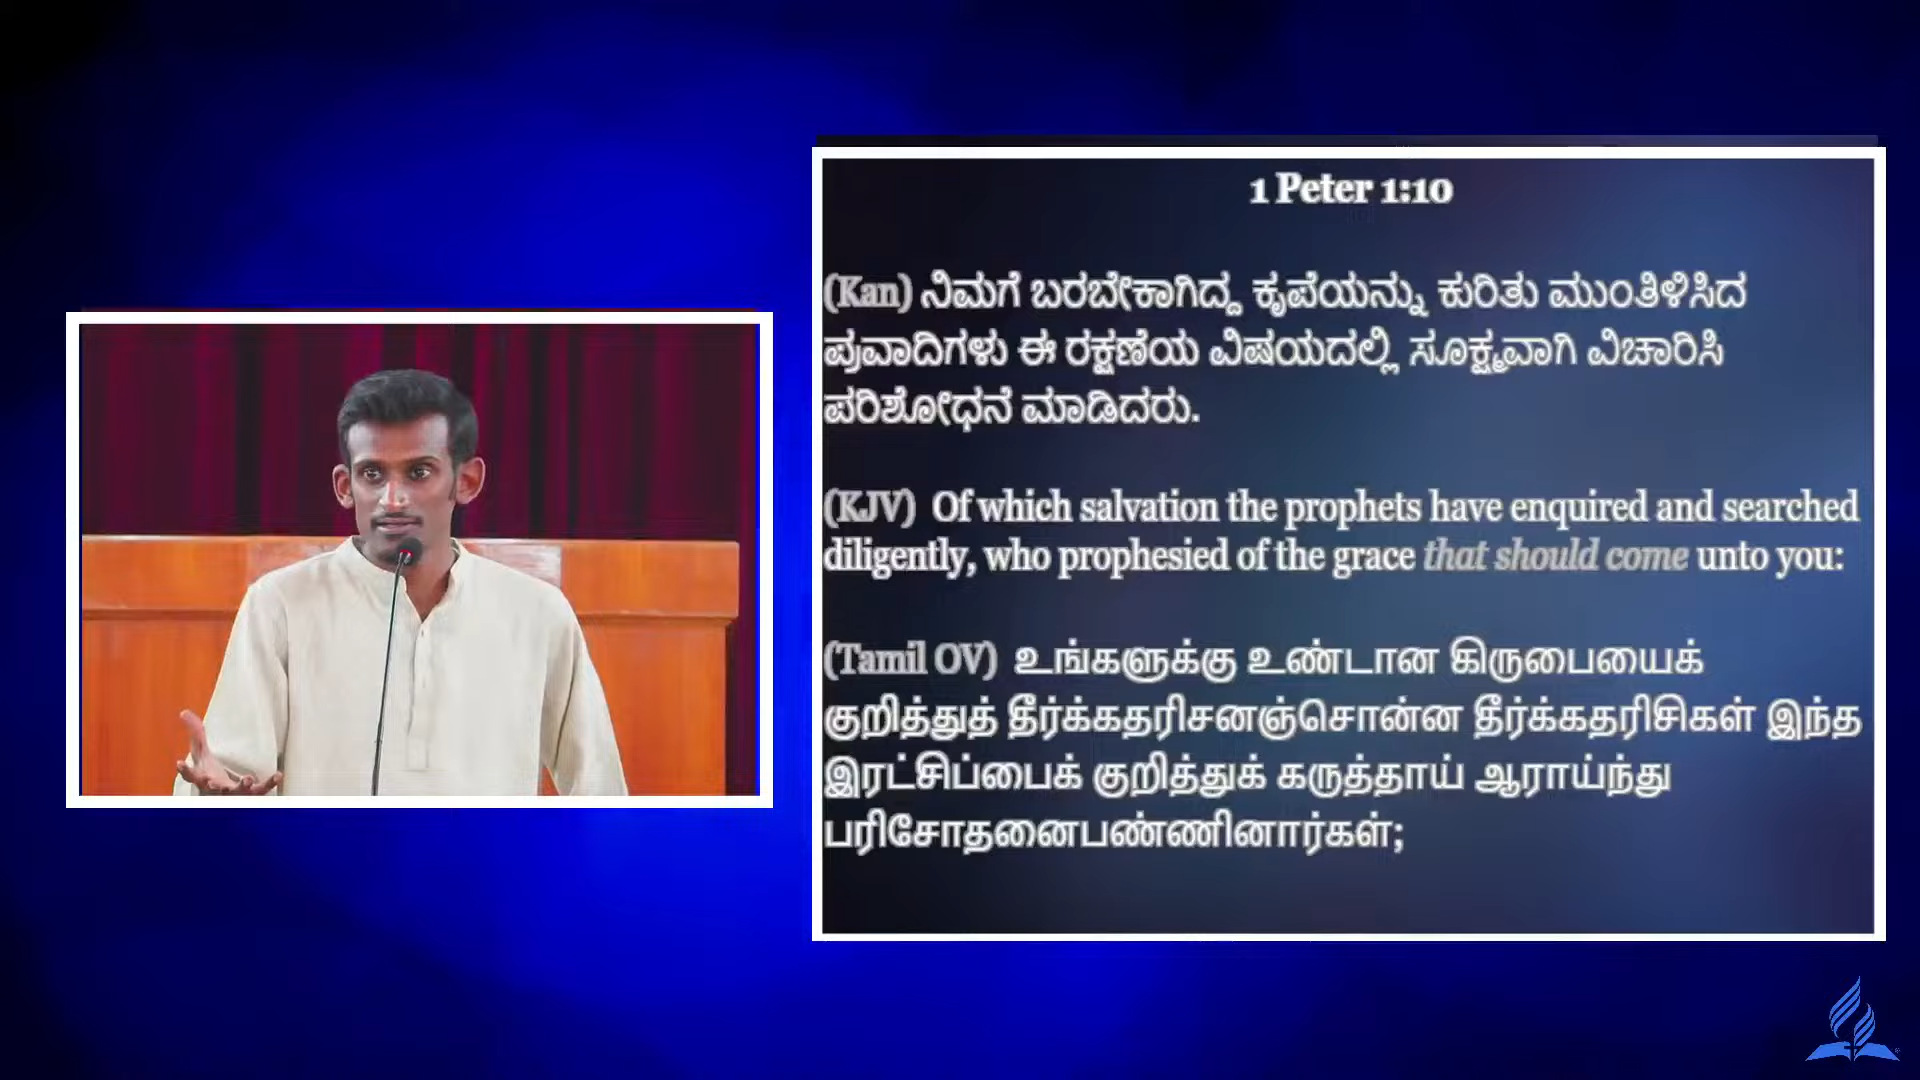 1 Peter 1:10
(Kan) ನಿಮಗೆ ಬರಬೇಕಾಗಿದ್ದ ಕೃಪೆಯನ್ನು ಕುರಿತು ಮುಂತಿಳಿಸಿದ
ಪ್ರವಾದಿಗಳು ಈ ರಕ್ಷಣೆಯ ವಿಷಯದಲ್ಲಿ ಸೂಕ್ಷ್ಮವಾಗಿ ವಿಚಾರಿಸಿ
ಪರಿಶೋಧನೆ ಮಾಡಿದರು.
(KJV) Of which salvation the prophets have enquired and searched
diligently, who prophesied of the grace that should come unto you:
(Tamil OV) உங்களுக்கு உண்டான கிருபையைக்
குறித்துத் தீர்க்கதரிசனஞ்சொன்ன தீர்க்கதரிசிகள் இந்த
இரட்சிப்பைக் குறித்துக் கருத்தாய் ஆராய்ந்து
பரிசோதனைபண்ணினார்கள்;